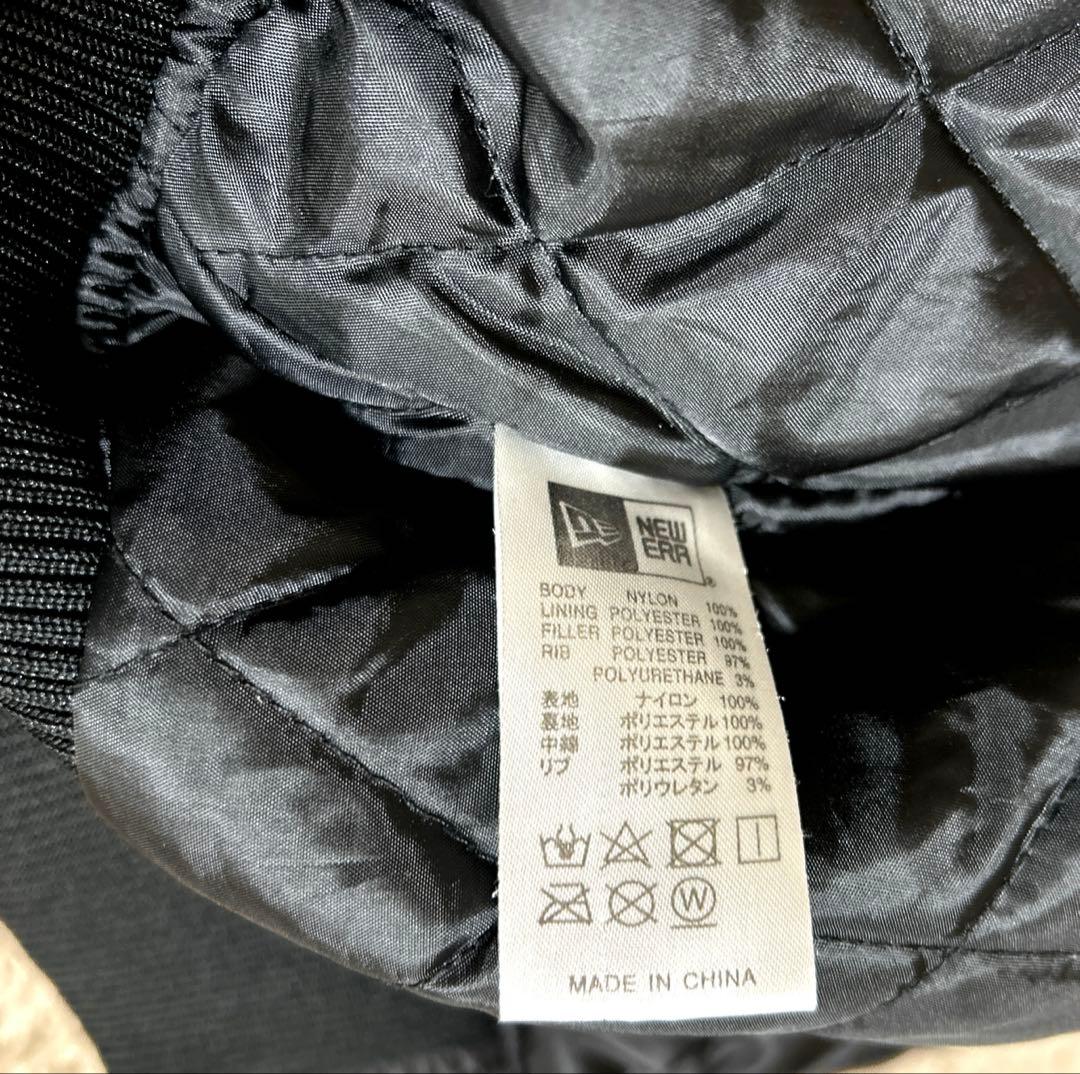 NEW
ERA
BODY NYLON 100%
LINING POLYESTER 100%
FILLER POLYESTER 100%
RIB POLYESTER 97%
POLYURETHANE 3%
表地 ナイロン 100%
裏地 ポリエステル 100%
中綿 ポリエステル 100%
リブ ポリエステル 97%
ポリウレタン 3%
W
MADE IN CHINA